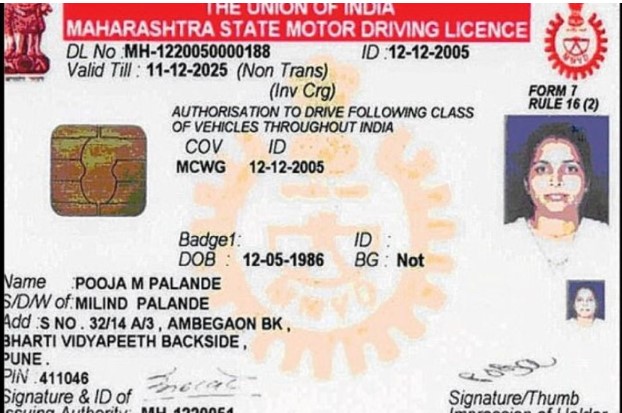 THE UNION OF INDIA
MAHARASHTRA STATE MOTOR DRIVING LICENCE
DL No :MH-1220050000188 ID :12-12-2005
Valid Till : 11-12-2025 (Non Trans)
(Inv Crg)
FORM 7
RULE 16 (2)
AUTHORISATION TO DRIVE FOLLOWING CLASS
OF VEHICLES THROUGHOUT INDIA
COV ID
MCWG 12-12-2005
Badge1: ID :
DOB : 12-05-1986 BG : Not
Name :POOJA M PALANDE
S/D/W of:MILIND PALANDE
Add :S NO . 32/14 A/3 , AMBEGAON BK ,
BHARTI VIDYAPEETH BACKSIDE ,
PUNE .
PIN :411046
Signature & ID of
Issuing Authority: MH-1220051
Signature/Thumb
Impression of Holder